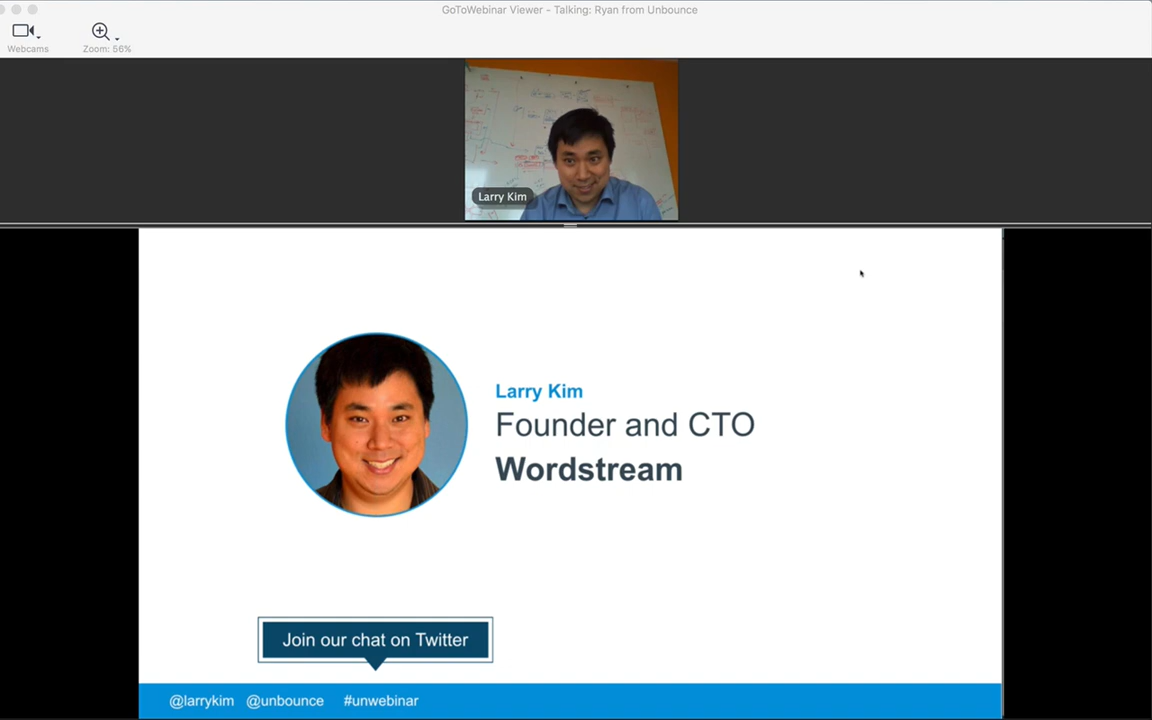 GoToWebinar Viewer - Talking: Ryan from Unbounce
Webcams
Zoom: 56%
Larry Kim
Larry Kim
Founder and CTO
Wordstream
Join our chat on Twitter
@larrykim @unbounce #unwebinar